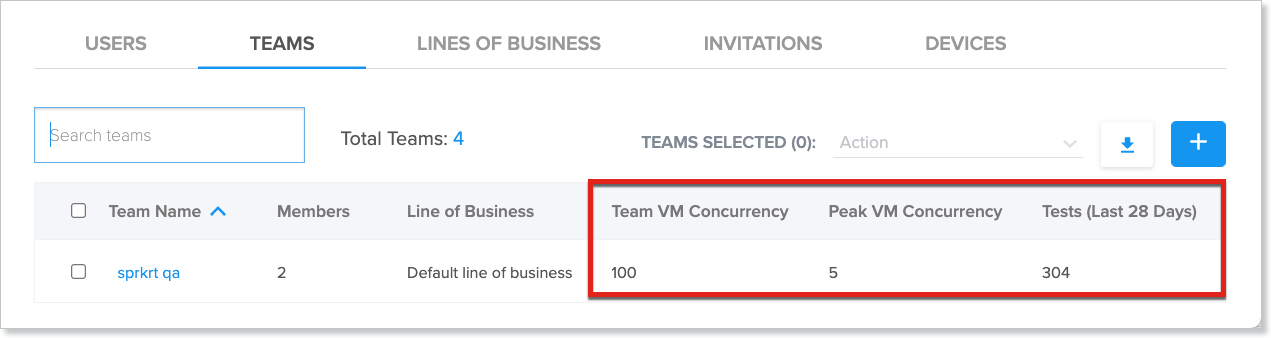 USERS TEAMS LINES OF BUSINESS INVITATIONS DEVICES
Search teams Total Teams: 4 TEAMS SELECTED (0): Action +
Team Name Members Line of Business Team VM Concurrency Peak VM Concurrency Tests (Last 28 Days)
sprkrt qa 2 Default line of business 100 5 304